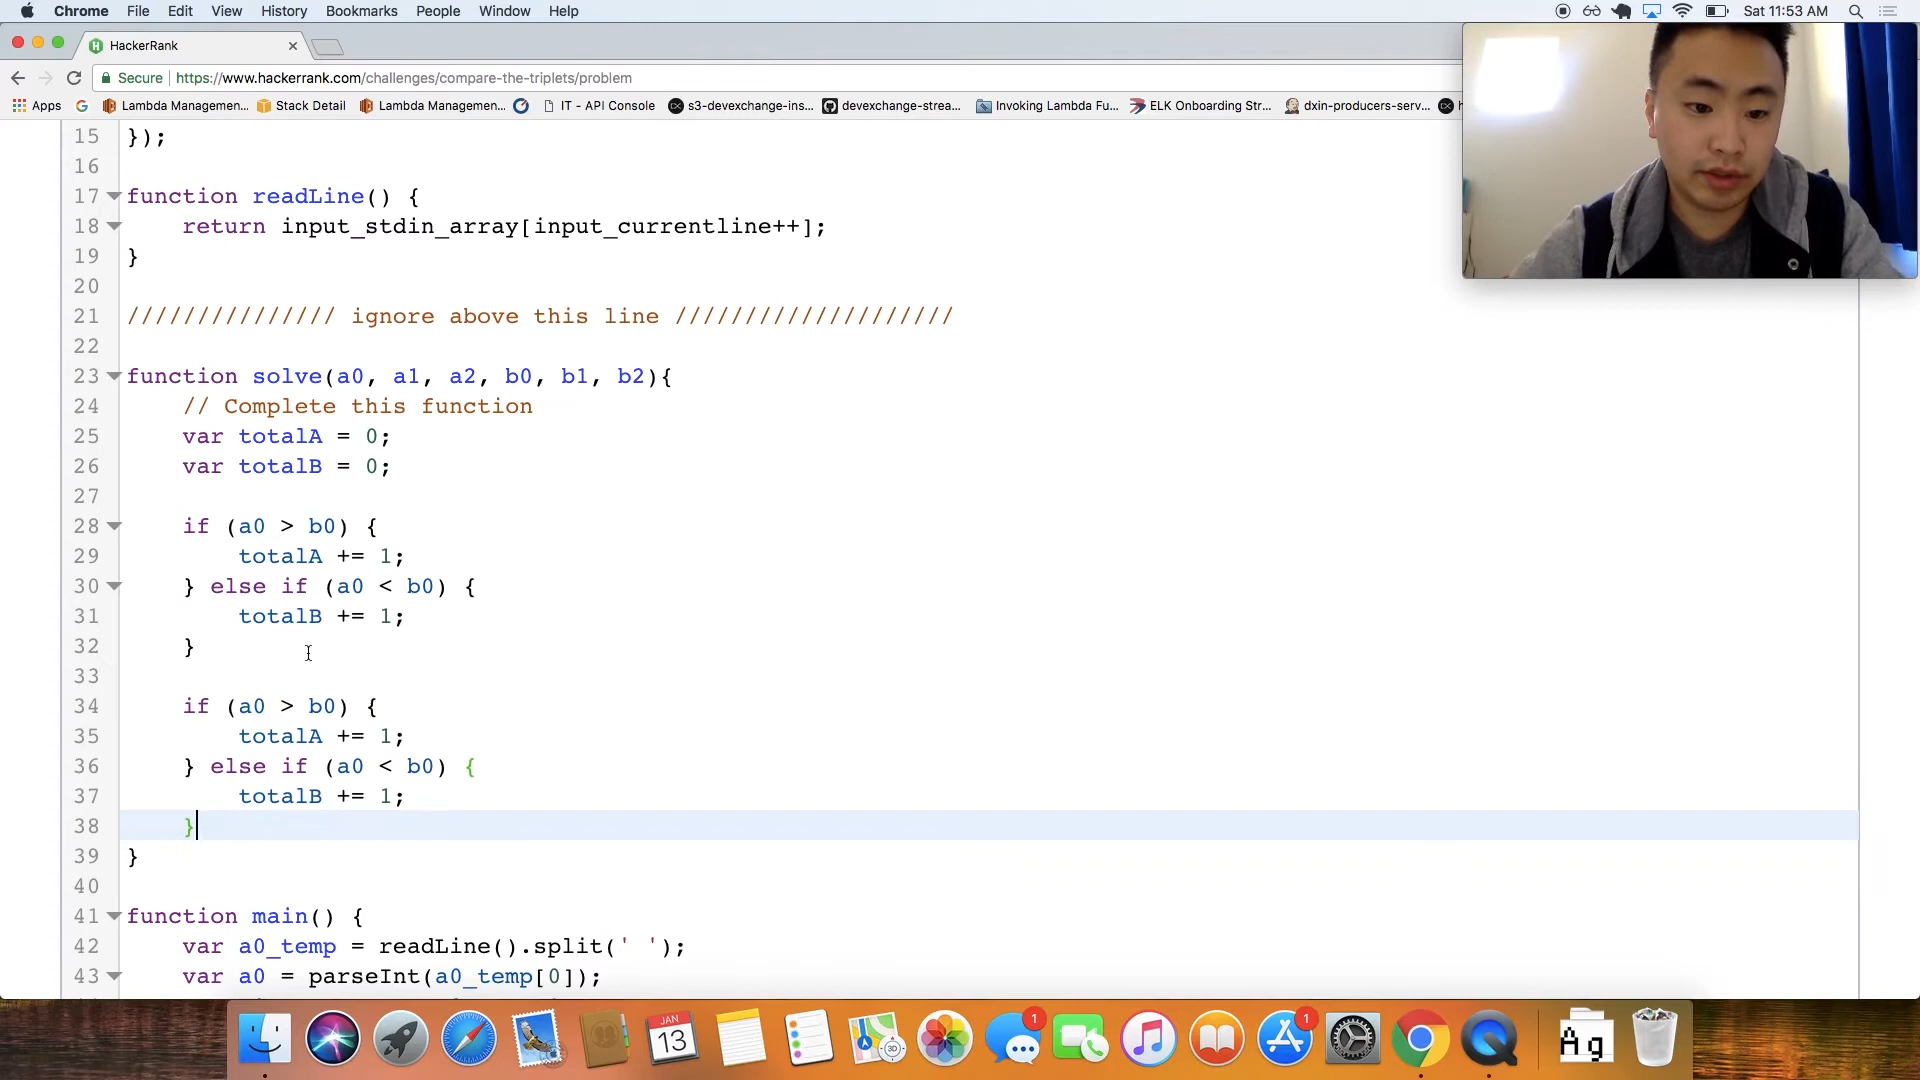 Chrome File Edit View History Bookmarks People Window Help Sat 11:53 AM
HackerRank
Secure https://www.hackerrank.com/challenges/compare-the-triplets/problem
Apps Lambda Managemen... Stack Detail Lambda Managemen... IT - API Console s3-devexchange-ins... devexchange-strea... Invoking Lambda Fu... ELK Onboarding Str... dxin-producers-serv...
15 });
16
17 function readLine() {
18     return input_stdin_array[input_currentline++];
19 }
20
21 /////////////// ignore above this line ////////////////////
22
23 function solve(a0, a1, a2, b0, b1, b2){
24     // Complete this function
25     var totalA = 0;
26     var totalB = 0;
27
28     if (a0 > b0) {
29         totalA += 1;
30     } else if (a0 < b0) {
31         totalB += 1;
32     }
33
34     if (a0 > b0) {
35         totalA += 1;
36     } else if (a0 < b0) {
37         totalB += 1;
38     }
39 }
40
41 function main() {
42     var a0_temp = readLine().split(' ');
43     var a0 = parseInt(a0_temp[0]);
JAN
13
3D
1
1
Ag